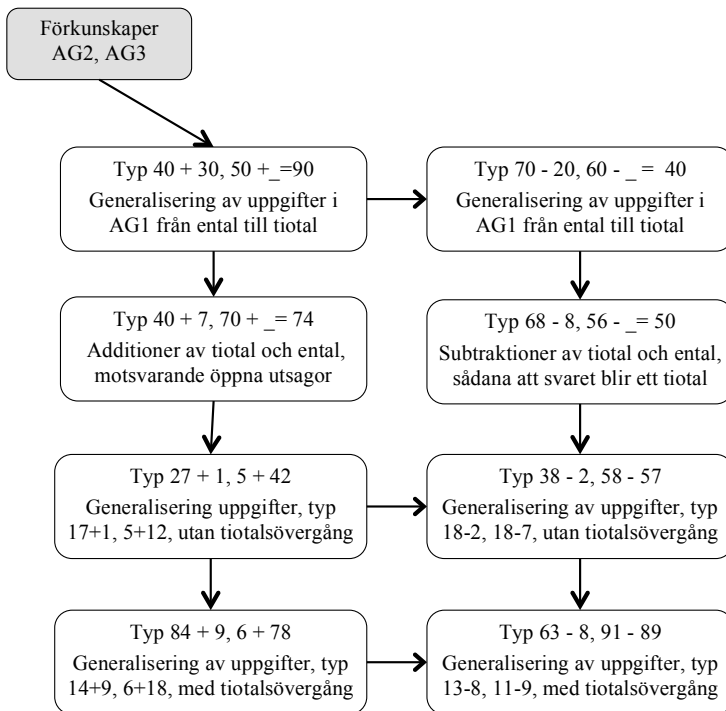 Förkunskaper
AG2, AG3
Typ 40 + 30, 50 +_=90
Generalisering av uppgifter i
AG1 från ental till tiotal
Typ 70 - 20, 60 - _ = 40
Generalisering av uppgifter i
AG1 från ental till tiotal
Typ 40 + 7, 70 + _= 74
Additioner av tiotal och ental,
motsvarande öppna utsagor
Typ 68 - 8, 56 - _= 50
Subtraktioner av tiotal och ental,
sådana att svaret blir ett tiotal
Typ 27 + 1, 5 + 42
Generalisering uppgifter, typ
17+1, 5+12, utan tiotalsövergång
Typ 38 - 2, 58 - 57
Generalisering av uppgifter, typ
18-2, 18-7, utan tiotalsövergång
Typ 84 + 9, 6 + 78
Generalisering av uppgifter, typ
14+9, 6+18, med tiotalsövergång
Typ 63 - 8, 91 - 89
Generalisering av uppgifter, typ
13-8, 11-9, med tiotalsövergång